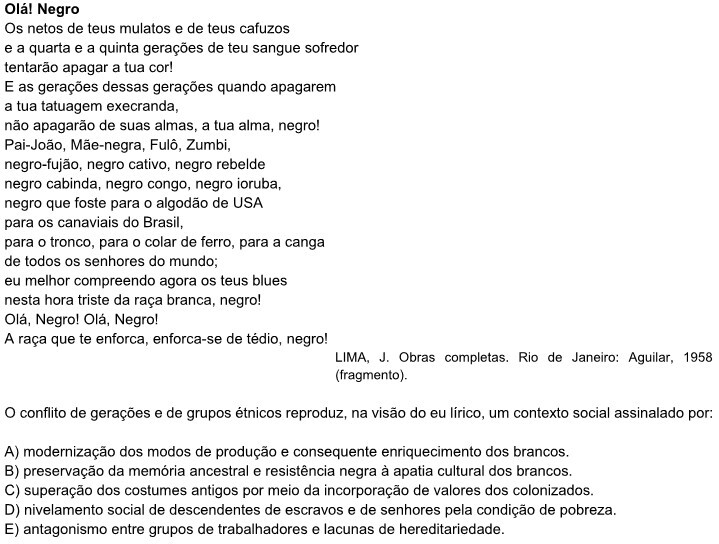 Olá! Negro
Os netos de teus mulatos e de teus cafuzos
e a quarta e a quinta gerações de teu sangue sofredor
tentarão apagar a tua cor!
E as gerações dessas gerações quando apagarem
a tua tatuagem execranda,
não apagarão de suas almas, a tua alma, negro!
Pai-João, Mãe-negra, Fulô, Zumbi,
negro-fujão, negro cativo, negro rebelde
negro cabinda, negro congo, negro ioruba,
negro que foste para o algodão de USA
para os canaviais do Brasil,
para o tronco, para o colar de ferro, para a canga
de todos os senhores do mundo;
eu melhor compreendo agora os teus blues
nesta hora triste da raça branca, negro!
Olá, Negro! Olá, Negro!
A raça que te enforca, enforca-se de tédio, negro!
LIMA, J. Obras completas. Rio de Janeiro: Aguilar, 1958
(fragmento).
O conflito de gerações e de grupos étnicos reproduz, na visão do eu lírico, um contexto social assinalado por:
A) modernização dos modos de produção e consequente enriquecimento dos brancos.
B) preservação da memória ancestral e resistência negra à apatia cultural dos brancos.
C) superação dos costumes antigos por meio da incorporação de valores dos colonizados.
D) nivelamento social de descendentes de escravos e de senhores pela condição de pobreza.
E) antagonismo entre grupos de trabalhadores e lacunas de hereditariedade.